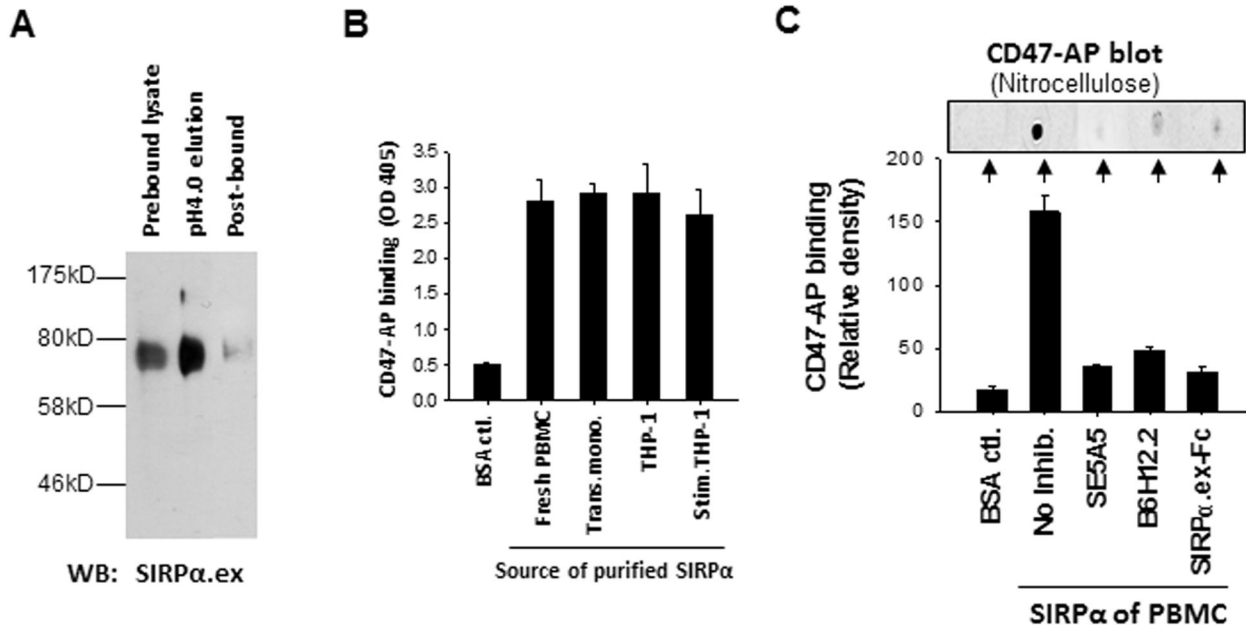 A
Prebound lysate
pH4.0 elution
Post-bound
175kD
80kD
58kD
46kD
WB: SIRPα.ex
B
CD47-AP binding (OD 405)
3.5
3.0
2.5
2.0
1.5
1.0
0.5
0.0
BSA ctl.
Fresh PBMC
Trans.mono.
THP-1
Stim.THP-1
Source of purified SIRPα
C
CD47-AP blot
(Nitrocellulose)
CD47-AP binding
(Relative density)
200
150
100
50
0
BSA ctl.
No Inhib.
SE5A5
B6H12.2
SIRPα.ex-Fc
SIRPα of PBMC